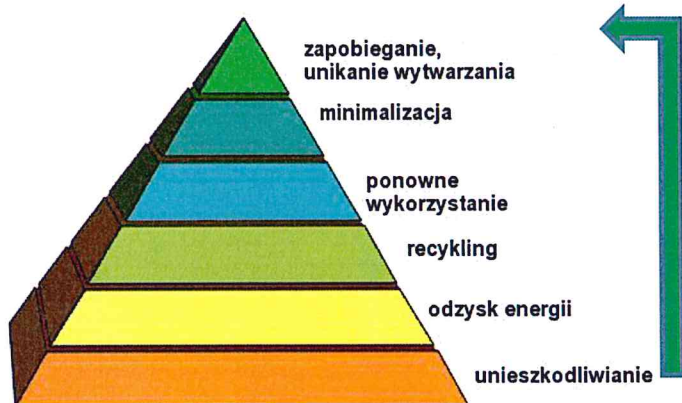 zapobieganie,
unikanie wytwarzania
minimalizacja
ponowne
wykorzystanie
recykling
odzysk energii
unieszkodliwianie